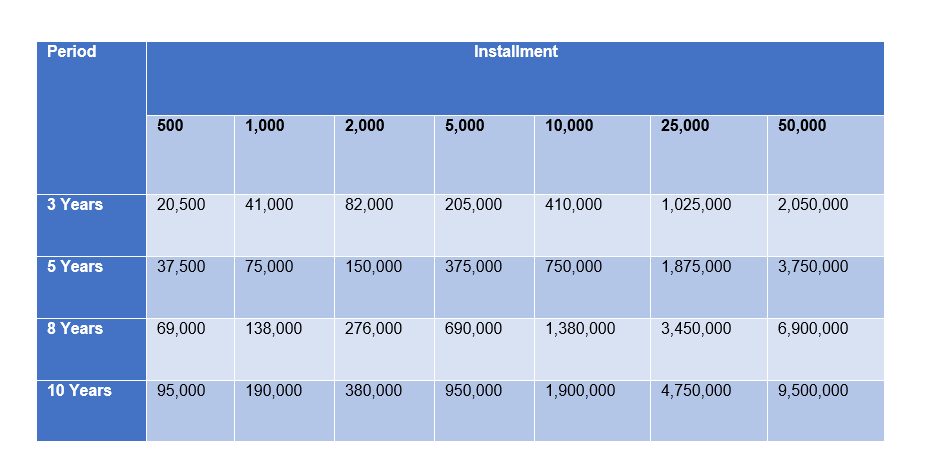 Period Installment
500 1,000 2,000 5,000 10,000 25,000 50,000
3 Years 20,500 41,000 82,000 205,000 410,000 1,025,000 2,050,000
5 Years 37,500 75,000 150,000 375,000 750,000 1,875,000 3,750,000
8 Years 69,000 138,000 276,000 690,000 1,380,000 3,450,000 6,900,000
10 Years 95,000 190,000 380,000 950,000 1,900,000 4,750,000 9,500,000